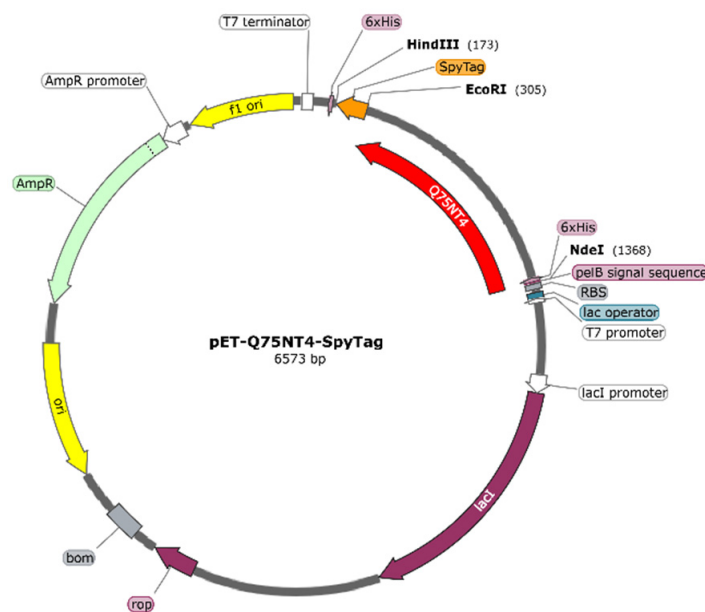 T7 terminator
6xHis
HindIII (173)
SpyTag
EcoRI (305)
AmpR promoter
f1 ori
AmpR
Q75NT4
6xHis
NdeI (1368)
pelB signal sequence
RBS
lac operator
T7 promoter
pET-Q75NT4-SpyTag
6573 bp
lacI promoter
ori
lacI
bom
rop